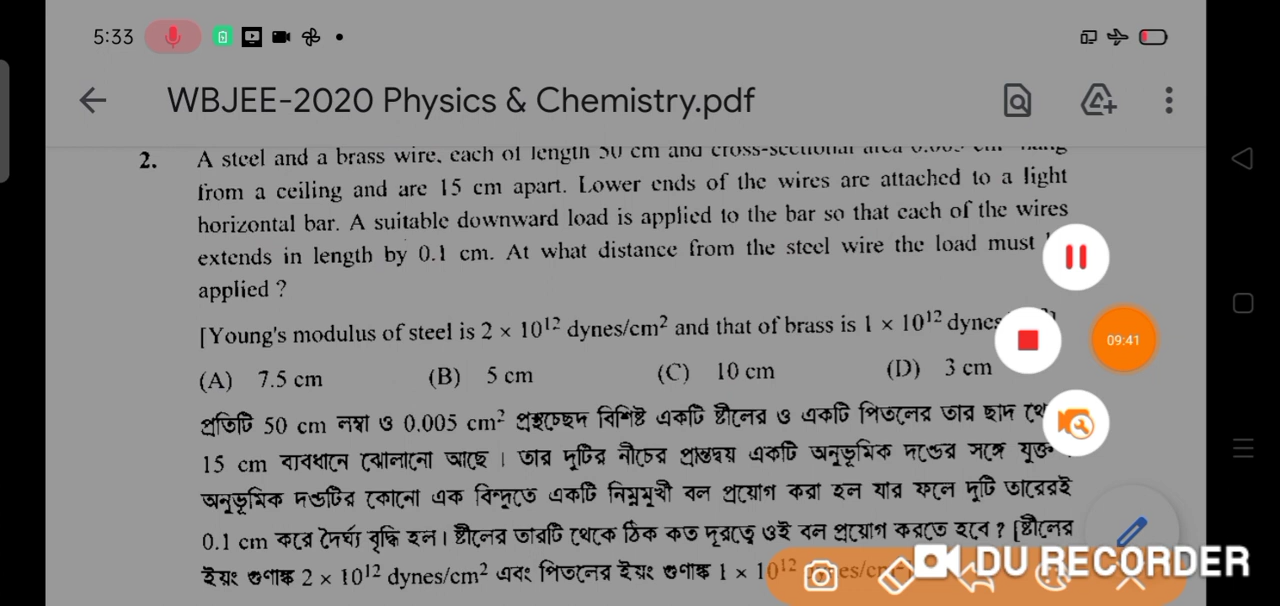 5:33
WBJEE-2020 Physics & Chemistry.pdf
2. A steel and a brass wire, each of length 50 cm and cross-sectional area 0.005 cm² hang
from a ceiling and are 15 cm apart. Lower ends of the wires are attached to a light
horizontal bar. A suitable downward load is applied to the bar so that each of the wires
extends in length by 0.1 cm. At what distance from the steel wire the load must
applied ?
[Young's modulus of steel is 2 × 10¹² dynes/cm² and that of brass is 1 × 10¹² dynes
(A) 7.5 cm (B) 5 cm (C) 10 cm (D) 3 cm
09:41
প্রতিটি 50 cm লম্বা ও 0.005 cm² প্রস্থচ্ছেদ বিশিষ্ট একটি ষ্টীলের ও একটি পিতলের তার ছাদ
15 cm ব্যবধানে ঝোলানো আছে । তার দুটির নীচের প্রান্তদ্বয় একটি অনুভূমিক দণ্ডের সঙ্গে যুক্ত
অনুভূমিক দণ্ডটির কোনো এক বিন্দুতে একটি নিম্নমুখী বল প্রয়োগ করা হল যার ফলে দুটি তারেরই
0.1 cm করে দৈর্ঘ্য বৃদ্ধি হল। ষ্টীলের তারটি থেকে ঠিক কত দূরত্বে ওই বল প্রয়োগ করতে হবে ? [ষ্টীলের
ইয়ং গুণাঙ্ক 2 × 10¹² dynes/cm² এবং পিতলের ইয়ং গুণাঙ্ক 1 × 10¹²
DU RECORDER